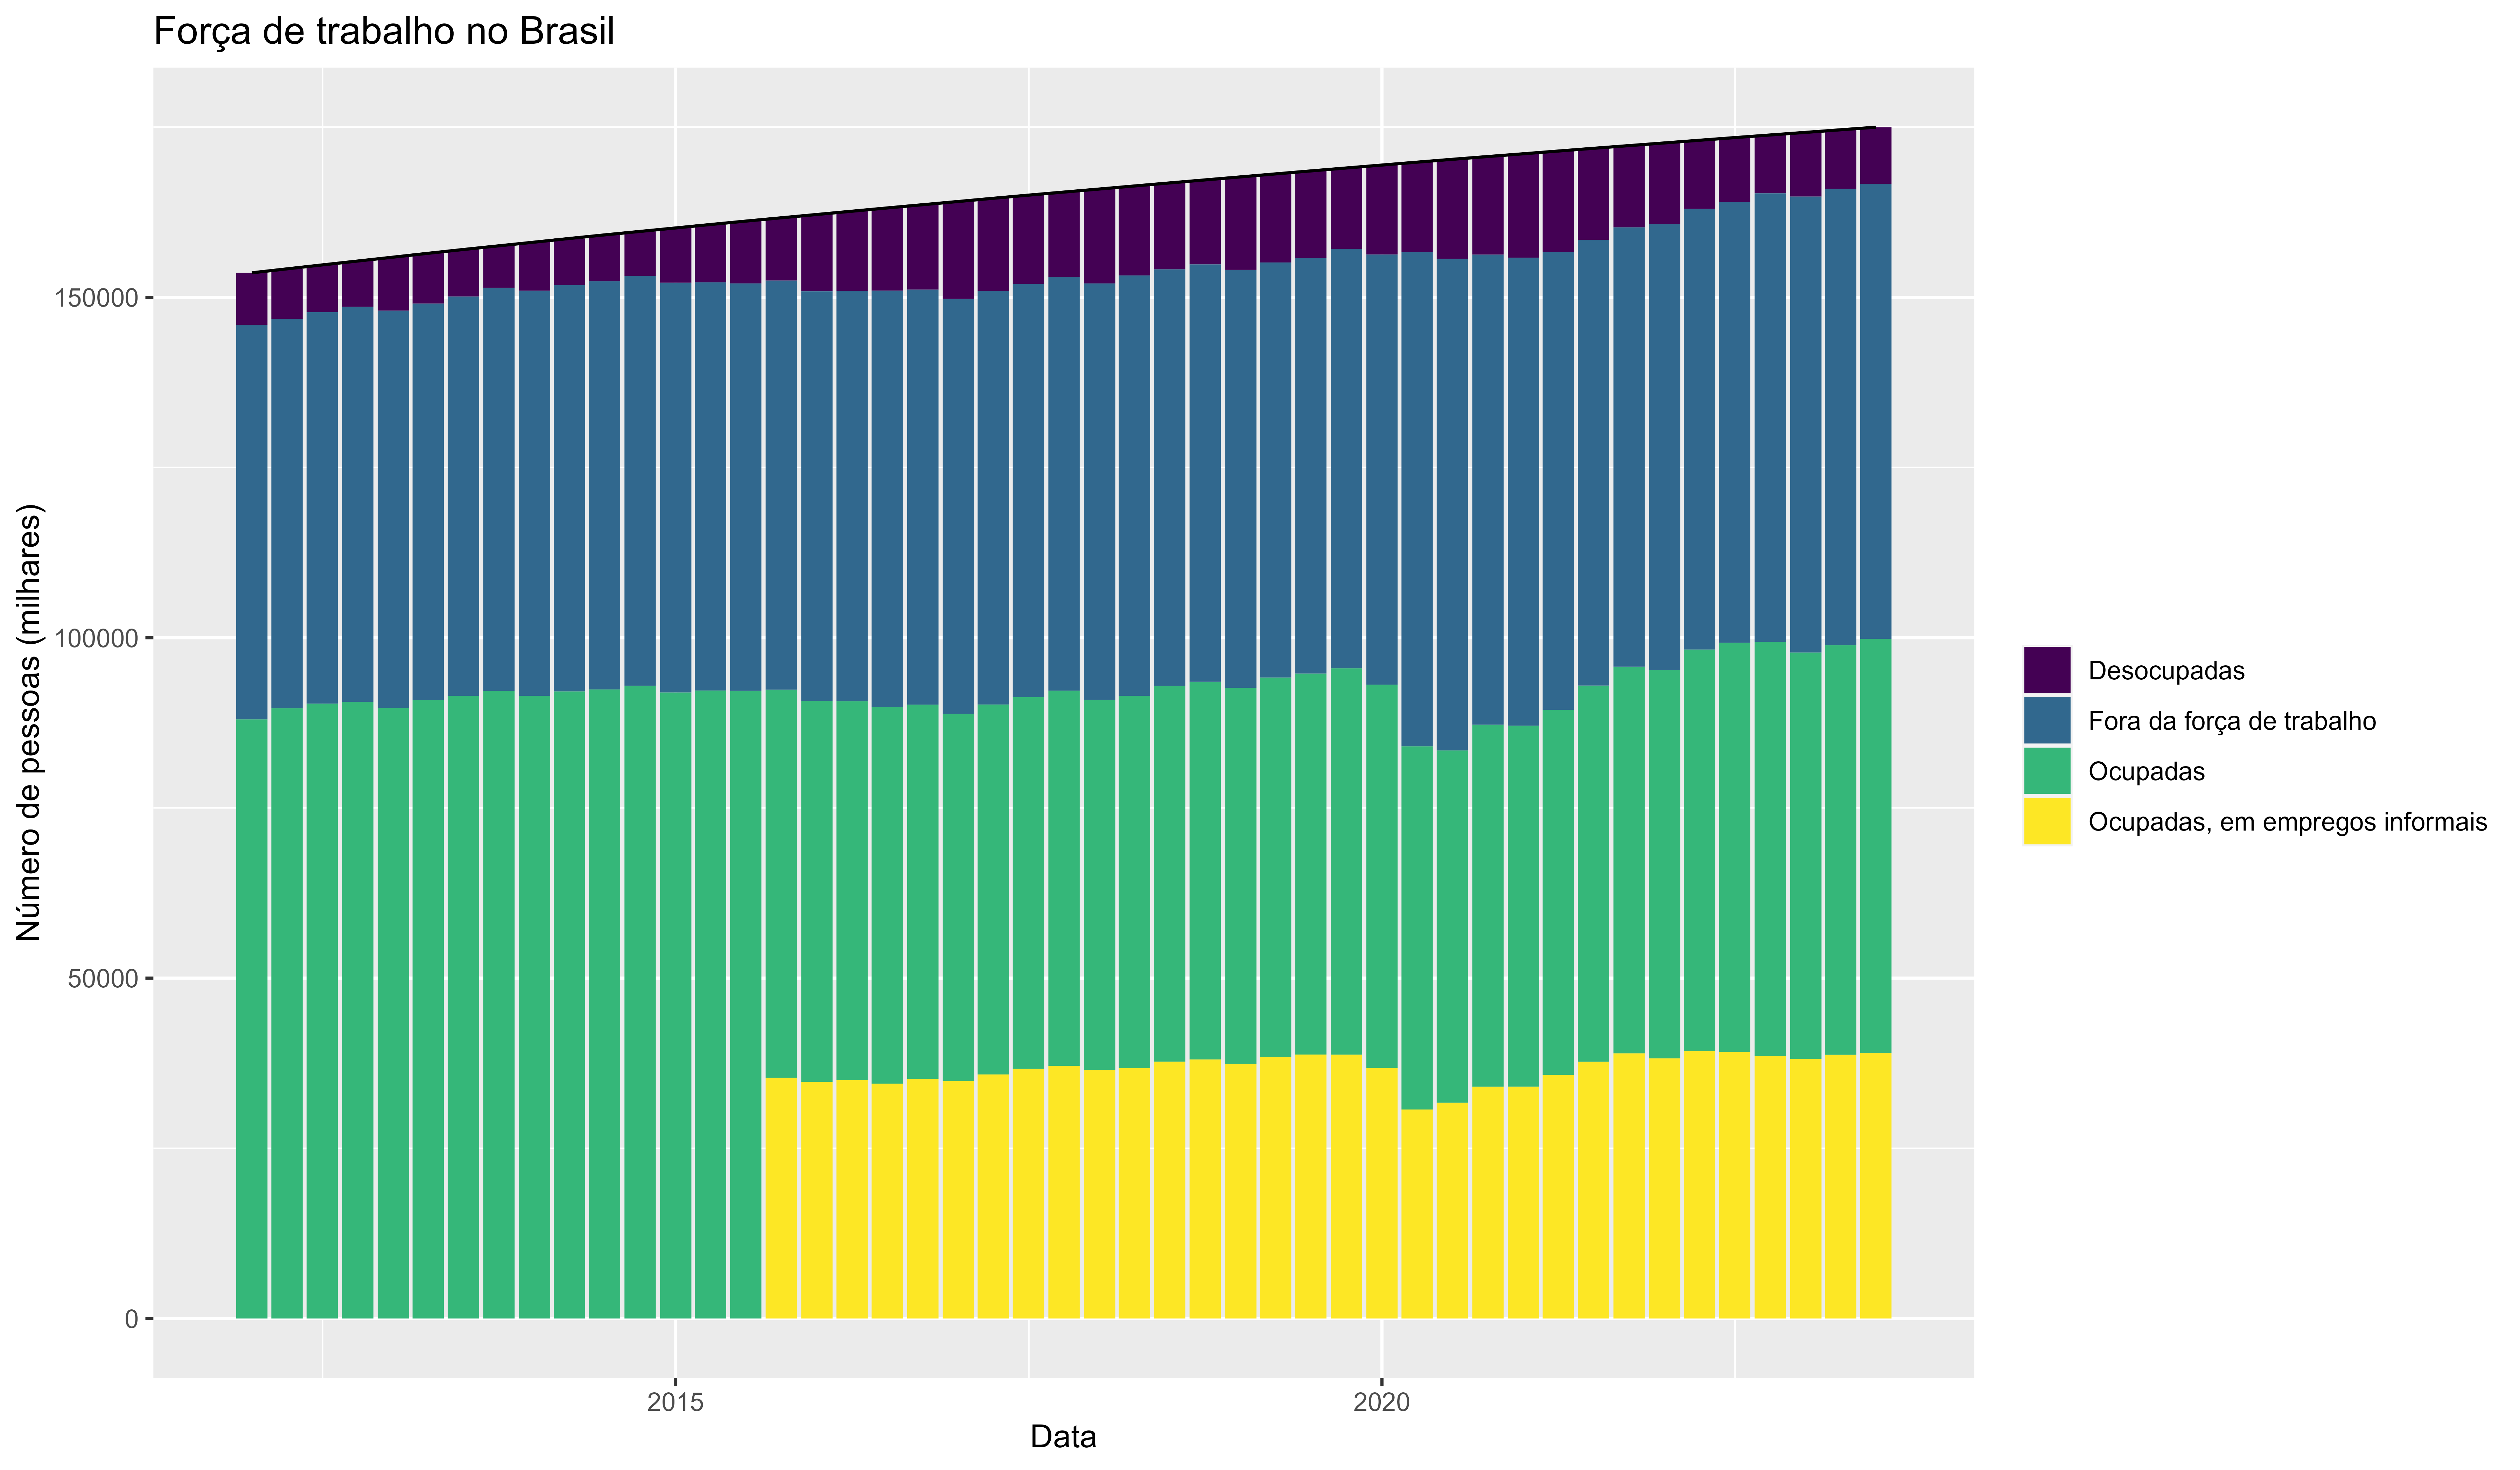 Força de trabalho no Brasil
Número de pessoas (milhares)
150000
100000
50000
0
2015
2020
Data
Desocupadas
Fora da força de trabalho
Ocupadas
Ocupadas, em empregos informais